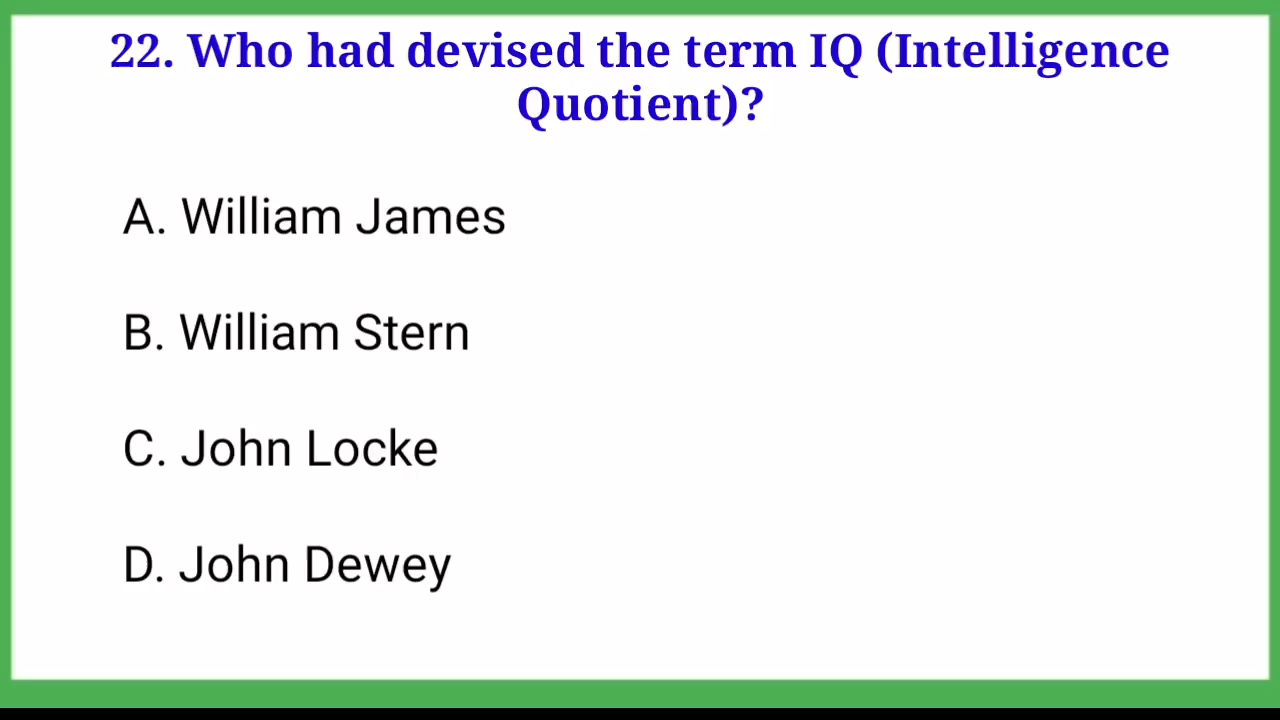 22. Who had devised the term IQ (Intelligence
Quotient)?
A. William James
B. William Stern
C. John Locke
D. John Dewey